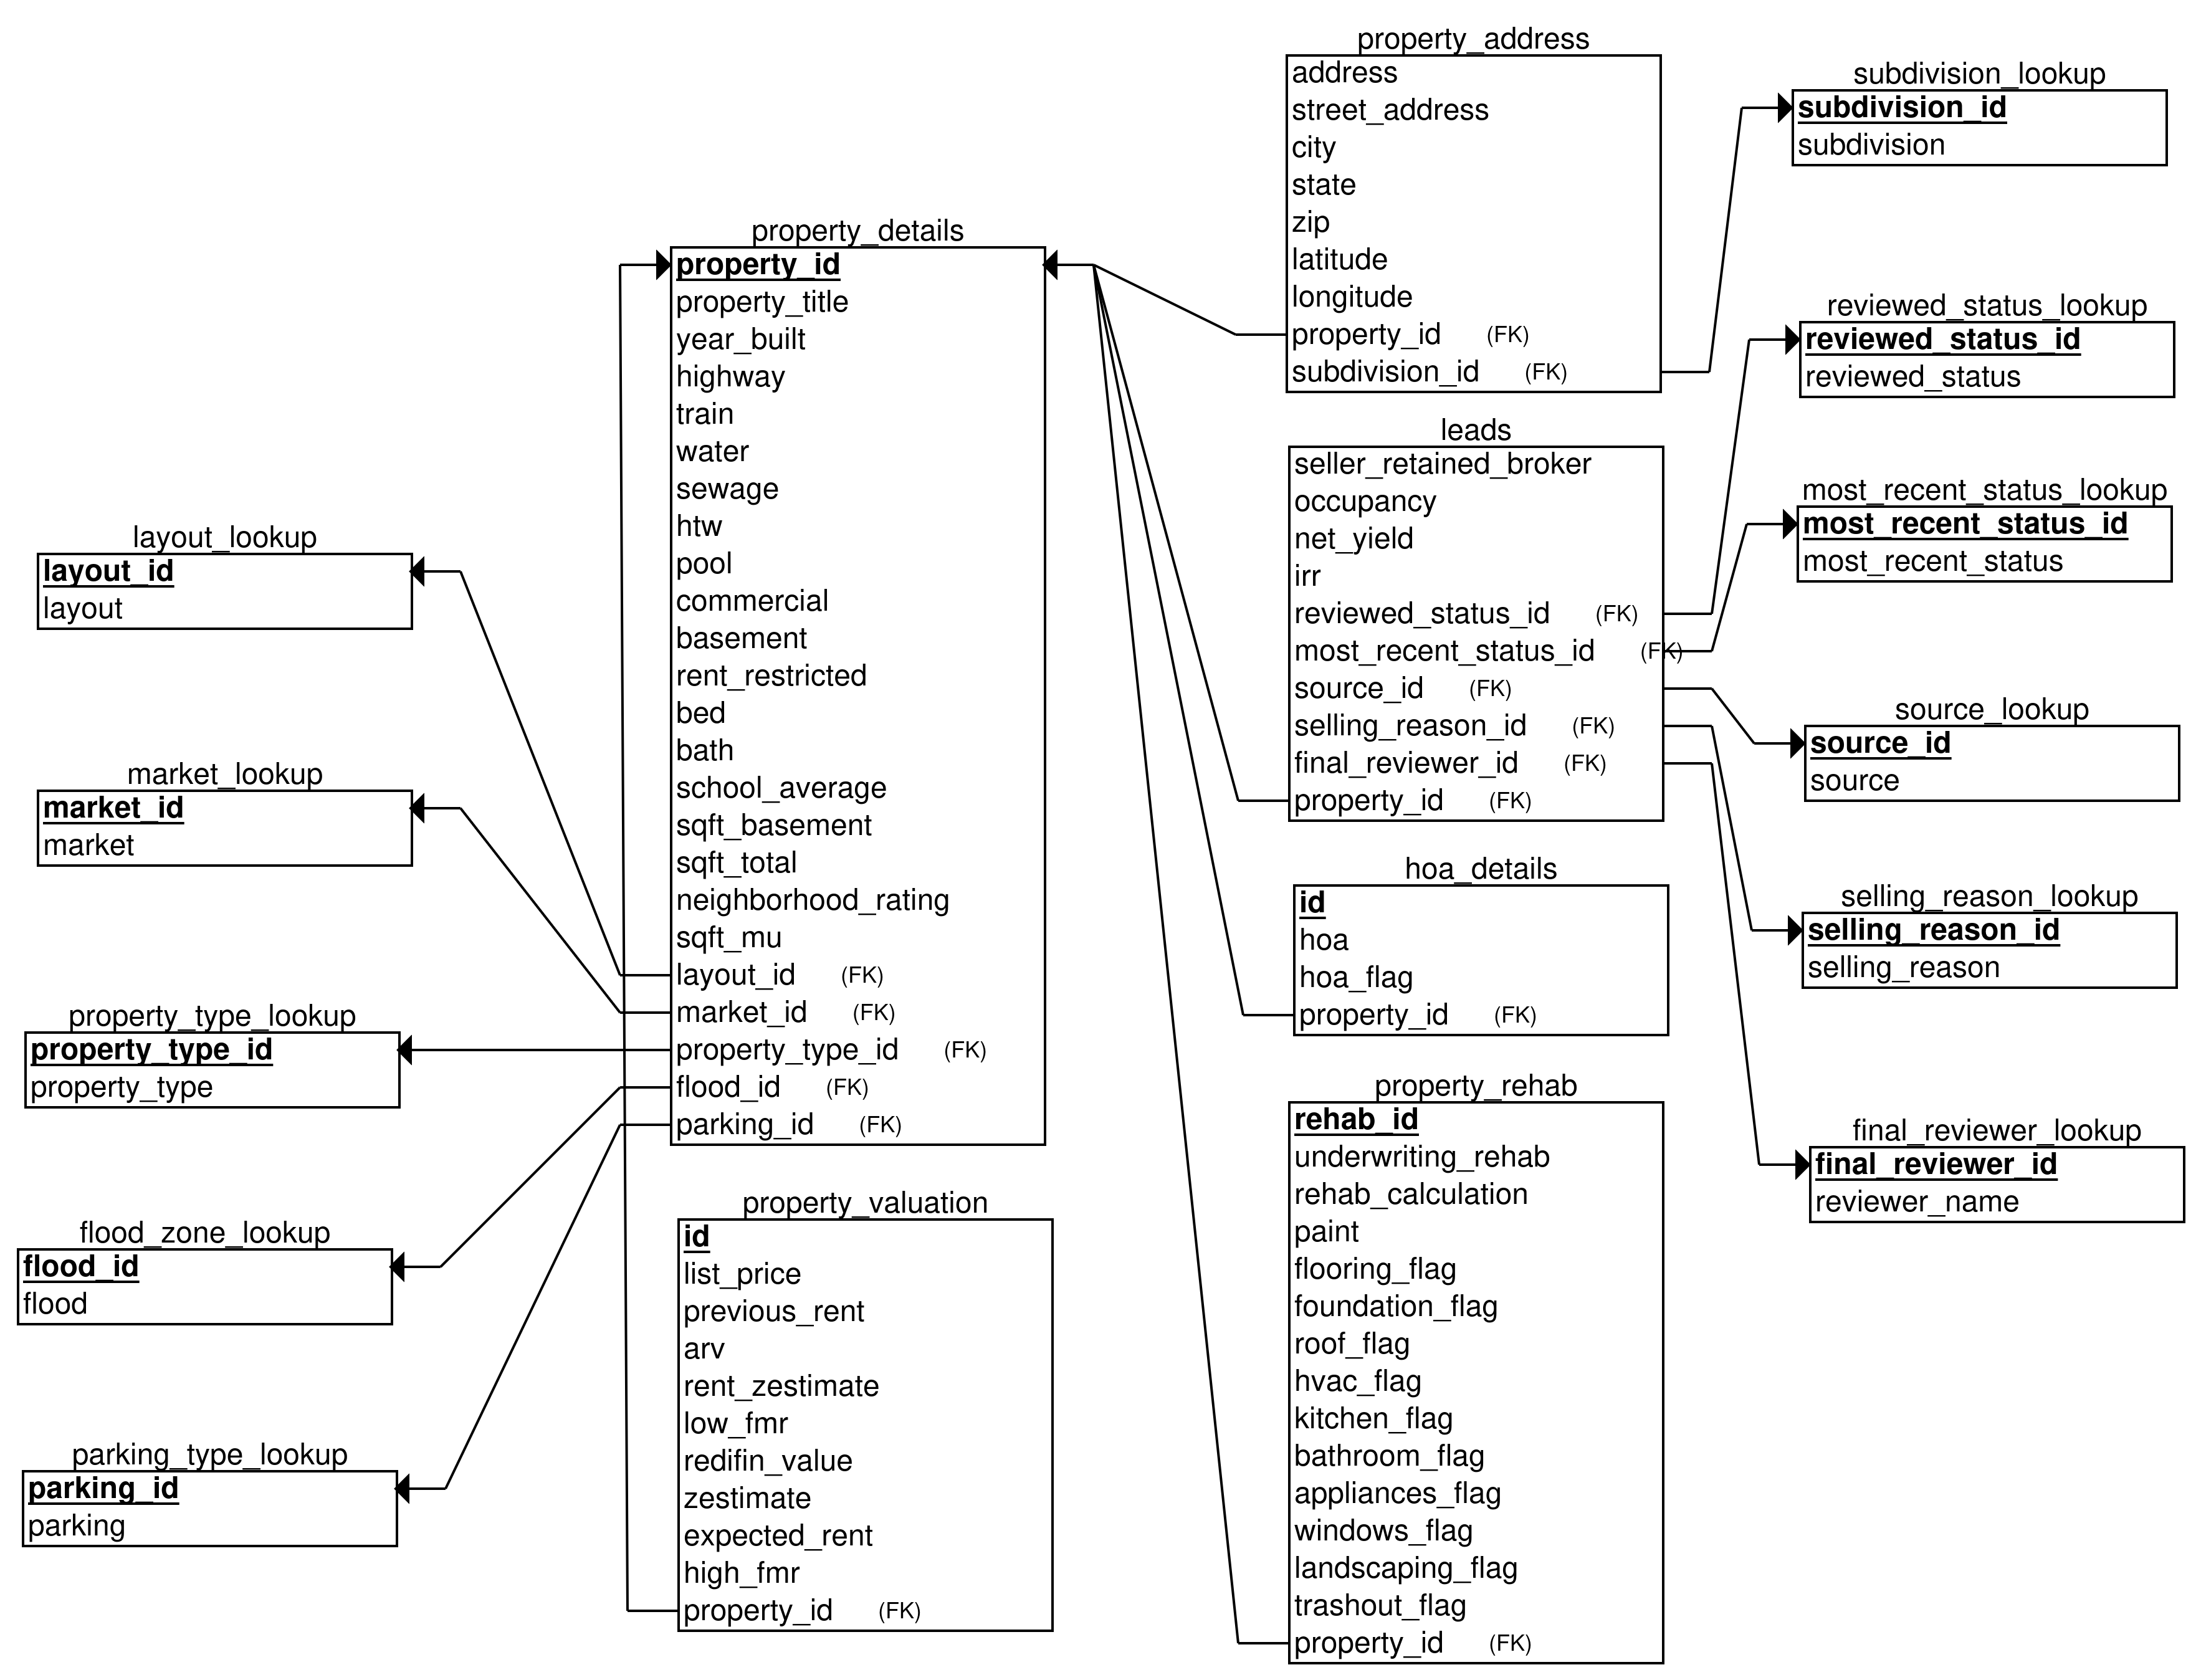 layout_lookup
layout_id
layout
market_lookup
market_id
market
property_type_lookup
property_type_id
property_type
flood_zone_lookup
flood_id
flood
parking_type_lookup
parking_id
parking
property_details
property_id
property_title
year_built
highway
train
water
sewage
htw
pool
commercial
basement
rent_restricted
bed
bath
school_average
sqft_basement
sqft_total
neighborhood_rating
sqft_mu
layout_id (FK)
market_id (FK)
property_type_id (FK)
flood_id (FK)
parking_id (FK)
property_valuation
id
list_price
previous_rent
arv
rent_zestimate
low_fmr
redifin_value
zestimate
expected_rent
high_fmr
property_id (FK)
property_address
address
street_address
city
state
zip
latitude
longitude
property_id (FK)
subdivision_id (FK)
leads
seller_retained_broker
occupancy
net_yield
irr
reviewed_status_id (FK)
most_recent_status_id (FK)
source_id (FK)
selling_reason_id (FK)
final_reviewer_id (FK)
property_id (FK)
hoa_details
id
hoa
hoa_flag
property_id (FK)
property_rehab
rehab_id
underwriting_rehab
rehab_calculation
paint
flooring_flag
foundation_flag
roof_flag
hvac_flag
kitchen_flag
bathroom_flag
appliances_flag
windows_flag
landscaping_flag
trashout_flag
property_id (FK)
subdivision_lookup
subdivision_id
subdivision
reviewed_status_lookup
reviewed_status_id
reviewed_status
most_recent_status_lookup
most_recent_status_id
most_recent_status
source_lookup
source_id
source
selling_reason_lookup
selling_reason_id
selling_reason
final_reviewer_lookup
final_reviewer_id
reviewer_name